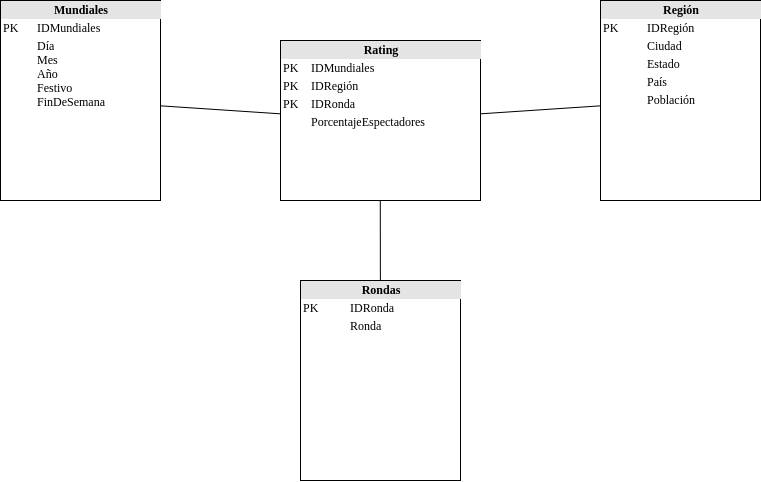 Mundiales
PK IDMundiales
Día
Mes
Año
Festivo
FinDeSemana
Rating
PK IDMundiales
PK IDRegión
PK IDRonda
PorcentajeEspectadores
Región
PK IDRegión
Ciudad
Estado
País
Población
Rondas
PK IDRonda
Ronda